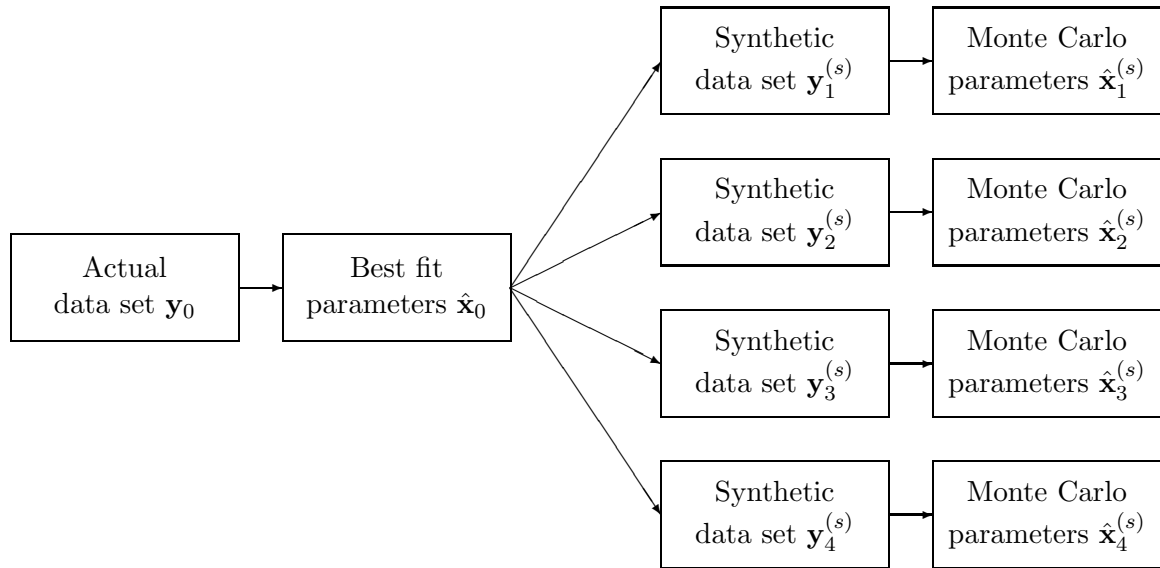 Actual
data set 𝐲₀
Best fit
parameters 𝐱̂₀
Synthetic
data set 𝐲₁⁽ˢ⁾
Monte Carlo
parameters 𝐱̂₁⁽ˢ⁾
Synthetic
data set 𝐲₂⁽ˢ⁾
Monte Carlo
parameters 𝐱̂₂⁽ˢ⁾
Synthetic
data set 𝐲₃⁽ˢ⁾
Monte Carlo
parameters 𝐱̂₃⁽ˢ⁾
Synthetic
data set 𝐲₄⁽ˢ⁾
Monte Carlo
parameters 𝐱̂₄⁽ˢ⁾